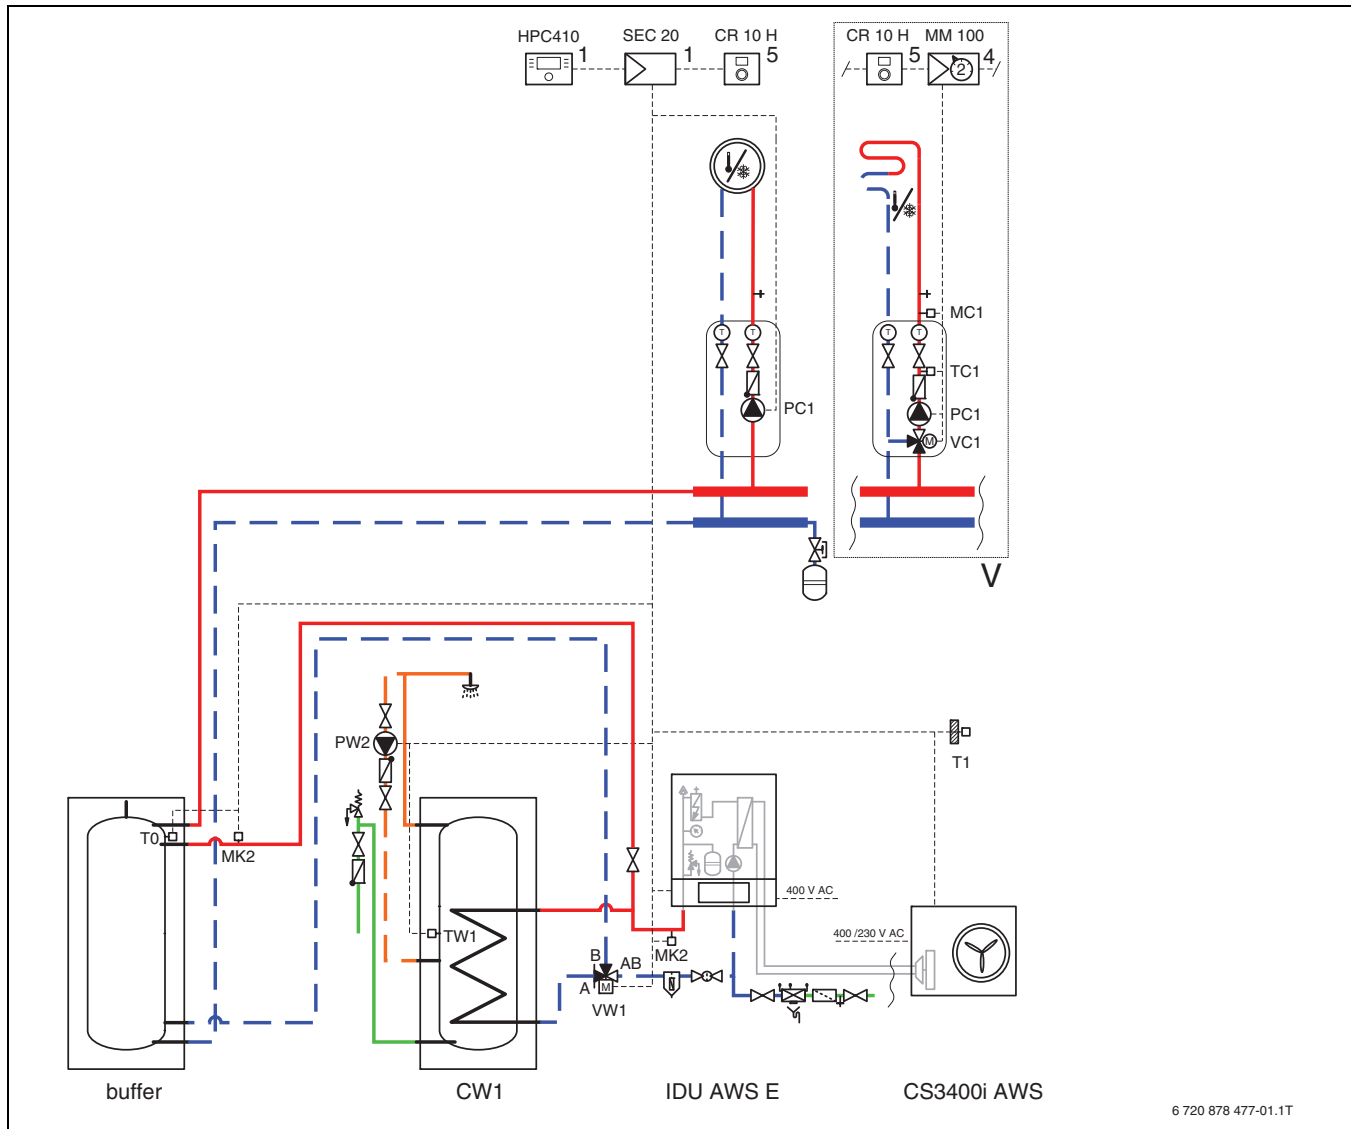 HPC410 SEC 20 CR 10 H CR 10 H MM 100
1 1 5 5 2 4
MC1
T T T T
TC1
PC1 PC1
M VC1
V
PW2
T1
T0
MK2
400 V AC
TW1
400 /230 V AC
B AB MK2
A M
VW1
buffer CW1 IDU AWS E CS3400i AWS
6 720 878 477-01.1T